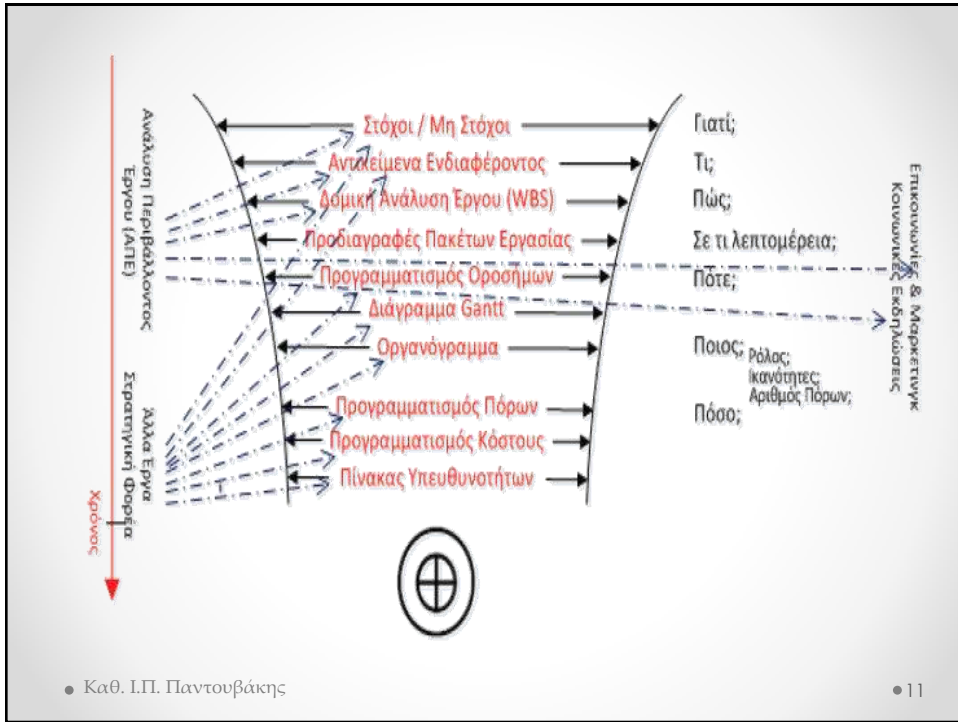 Στόχοι / Μη Στόχοι
Αντικείμενα Ενδιαφέροντος
Δομική Ανάλυση Έργου (WBS)
Προδιαγραφές Πακέτων Εργασίας
Προγραμματισμός Οροσήμων
Διάγραμμα Gantt
Οργανόγραμμα
Προγραμματισμός Πόρων
Προγραμματισμός Κόστους
Πίνακας Υπευθυνοτήτων
Γιατί;
Τι;
Πώς;
Σε τι λεπτομέρεια;
Πότε;
Ποιος;
Ρόλος;
Ικανότητες;
Αριθμός Πόρων;
Πόσο;
Ανάλυση Περιβάλλοντος
Έργου (ΑΠΕ)
Άλλα Έργα
Στρατηγική Φορέα
Χρόνος
Επικοινωνίες & Μαρκετινγκ
Κοινωνικές Εκδηλώσεις
Καθ. Ι.Π. Παντουβάκης
11